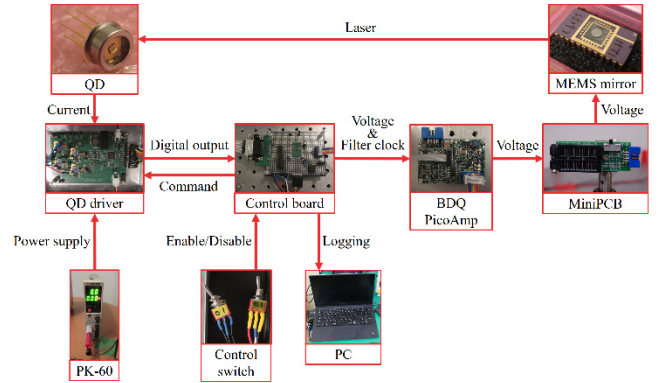 Laser
QD
MEMS mirror
Current
Voltage
Voltage
&
Filter clock
Digital output
Voltage
Command
QD driver
Control board
BDQ
PicoAmp
MiniPCB
Power supply
Enable/Disable
Logging
PK-60
Control
switch
PC